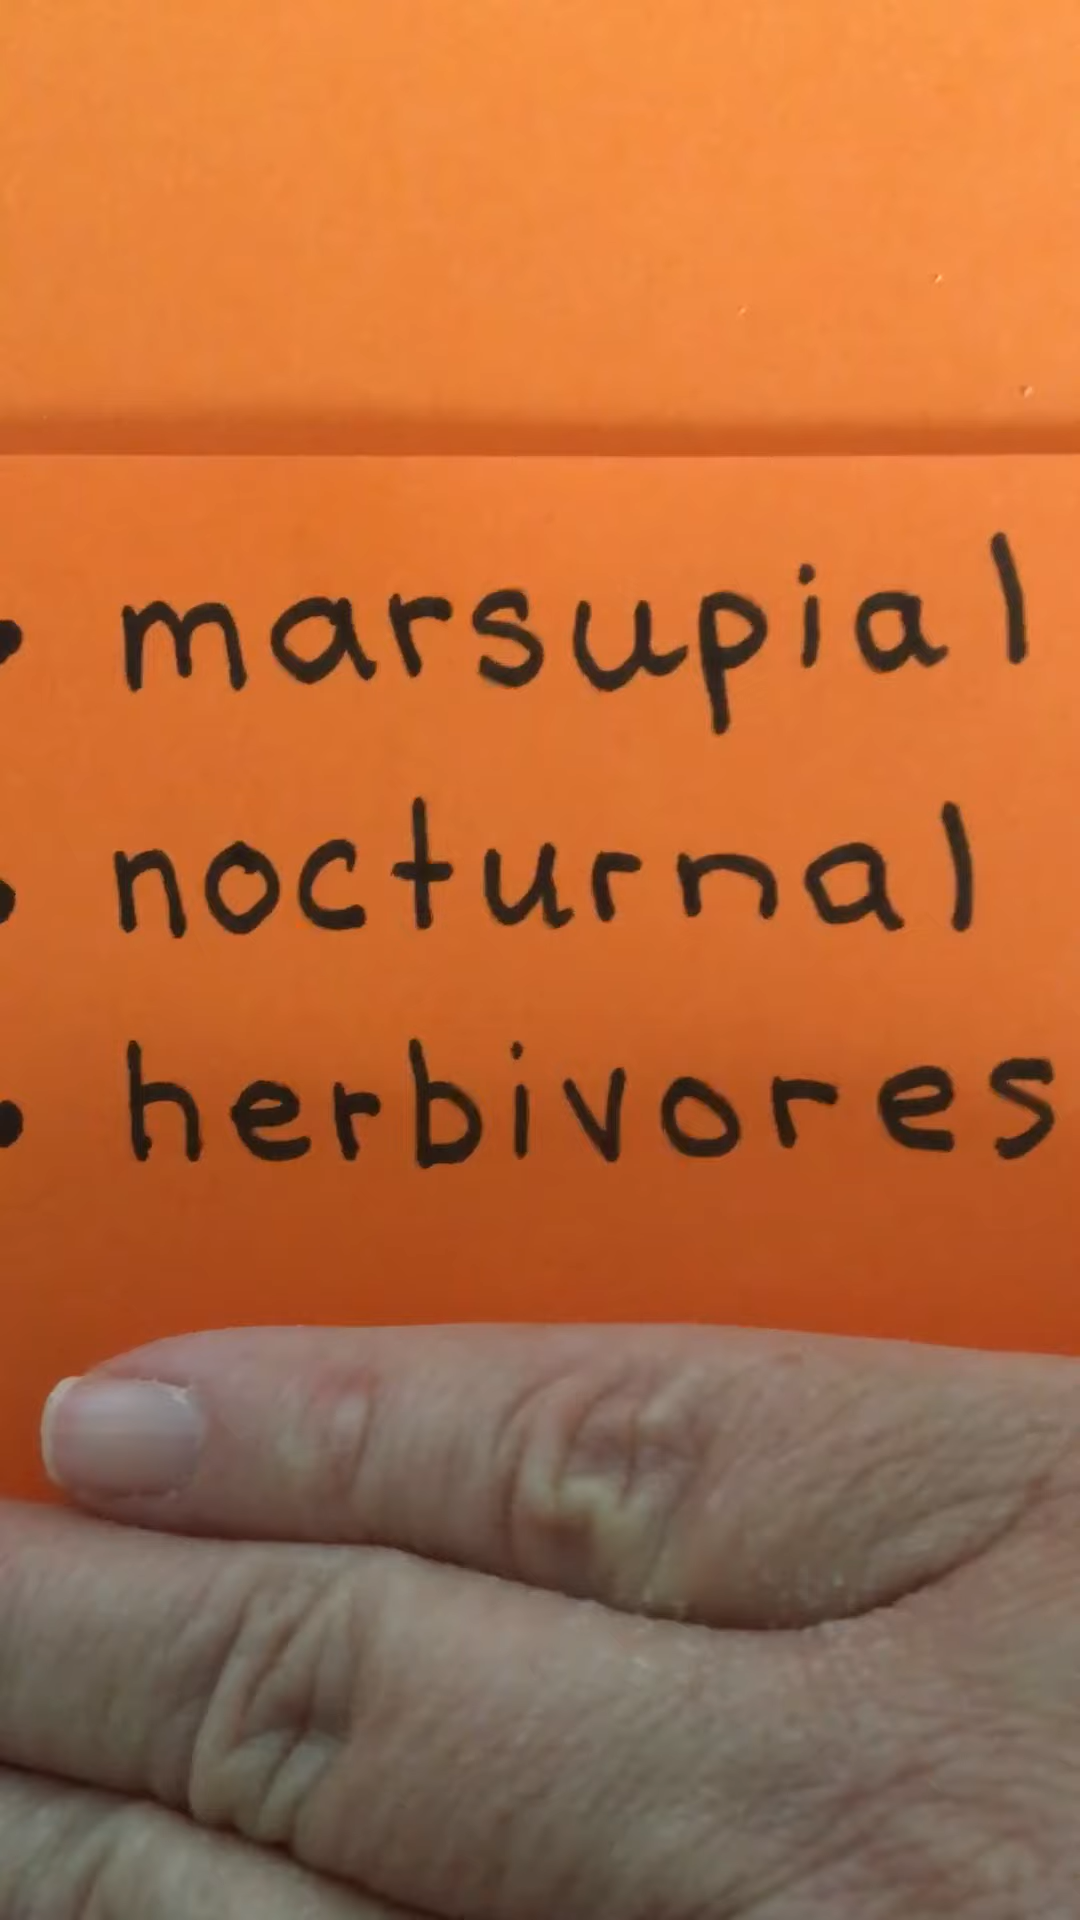 • marsupial
• nocturnal
• herbivores